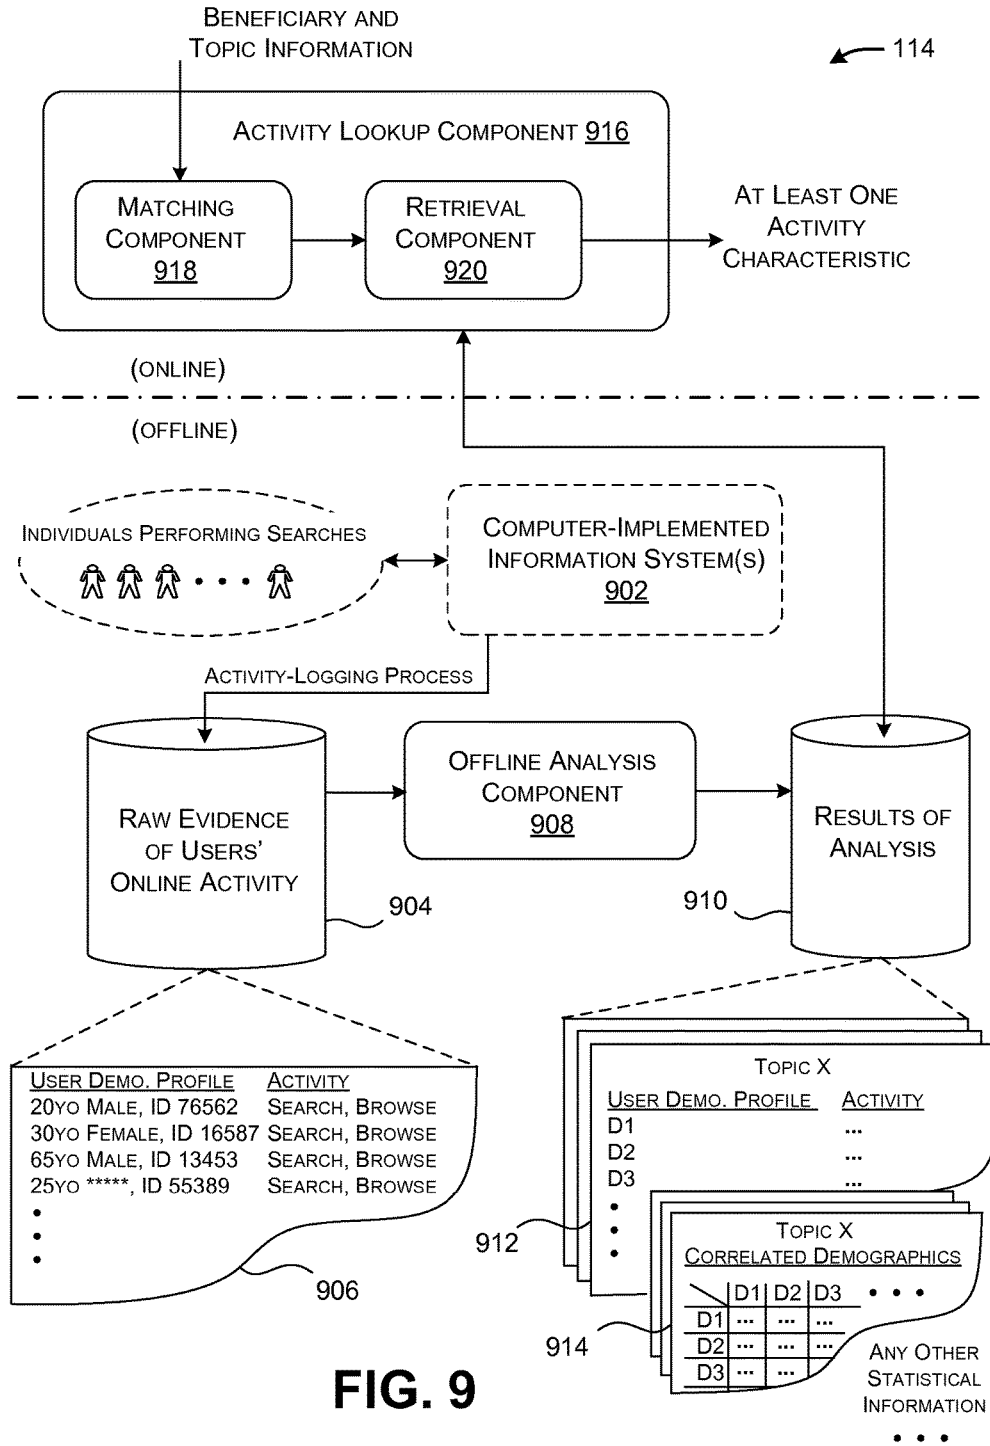 BENEFICIARY AND
TOPIC INFORMATION
114
ACTIVITY LOOKUP COMPONENT 916
MATCHING
COMPONENT
918
RETRIEVAL
COMPONENT
920
AT LEAST ONE
ACTIVITY
CHARACTERISTIC
(ONLINE)
(OFFLINE)
INDIVIDUALS PERFORMING SEARCHES
COMPUTER-IMPLEMENTED
INFORMATION SYSTEM(S)
902
ACTIVITY-LOGGING PROCESS
RAW EVIDENCE
OF USERS'
ONLINE ACTIVITY
904
OFFLINE ANALYSIS
COMPONENT
908
RESULTS OF
ANALYSIS
910
USER DEMO. PROFILE ACTIVITY
20YO MALE, ID 76562 SEARCH, BROWSE
30YO FEMALE, ID 16587 SEARCH, BROWSE
65YO MALE, ID 13453 SEARCH, BROWSE
25YO *****, ID 55389 SEARCH, BROWSE
906
TOPIC X
USER DEMO. PROFILE ACTIVITY
D1 ...
D2 ...
D3 ...
912
TOPIC X
CORRELATED DEMOGRAPHICS
D1 D2 D3 • • •
D1 ... ... ...
D2 ... ... ...
D3 ... ...
914
ANY OTHER
STATISTICAL
INFORMATION
• • •
FIG. 9